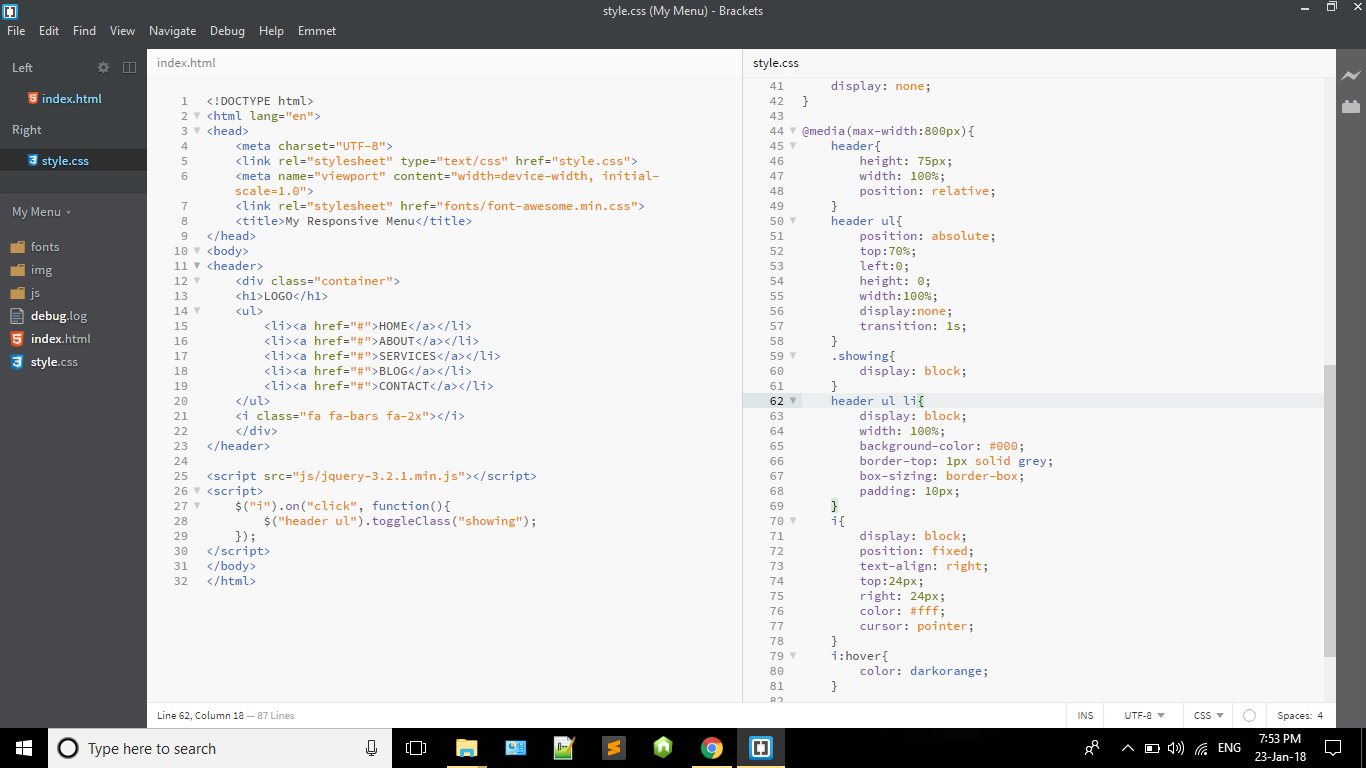 style.css (My Menu) - Brackets
File Edit Find View Navigate Debug Help Emmet
Left
index.html
Right
style.css
My Menu
fonts
img
js
debug.log
index.html
style.css
index.html
1 <!DOCTYPE html>
2 <html lang="en">
3 <head>
4 <meta charset="UTF-8">
5 <link rel="stylesheet" type="text/css" href="style.css">
6 <meta name="viewport" content="width=device-width, initial-
scale=1.0">
7 <link rel="stylesheet" href="fonts/font-awesome.min.css">
8 <title>My Responsive Menu</title>
9 </head>
10 <body>
11 <header>
12 <div class="container">
13 <h1>LOGO</h1>
14 <ul>
15 <li><a href="#">HOME</a></li>
16 <li><a href="#">ABOUT</a></li>
17 <li><a href="#">SERVICES</a></li>
18 <li><a href="#">BLOG</a></li>
19 <li><a href="#">CONTACT</a></li>
20 </ul>
21 <i class="fa fa-bars fa-2x"></i>
22 </div>
23 </header>
24
25 <script src="js/jquery-3.2.1.min.js"></script>
26 <script>
27 $("i").on("click", function(){
28 $("header ul").toggleClass("showing");
29 });
30 </script>
31 </body>
32 </html>
style.css
41 display: none;
42 }
43
44 @media(max-width:800px){
45 header{
46 height: 75px;
47 width: 100%;
48 position: relative;
49 }
50 header ul{
51 position: absolute;
52 top:70%;
53 left:0;
54 height: 0;
55 width:100%;
56 display:none;
57 transition: 1s;
58 }
59 .showing{
60 display: block;
61 }
62 header ul li{
63 display: block;
64 width: 100%;
65 background-color: #000;
66 border-top: 1px solid grey;
67 box-sizing: border-box;
68 padding: 10px;
69 }
70 i{
71 display: block;
72 position: fixed;
73 text-align: right;
74 top:24px;
75 right: 24px;
76 color: #fff;
77 cursor: pointer;
78 }
79 i:hover{
80 color: darkorange;
81 }
82
Line 62, Column 18 — 87 Lines
INS UTF-8 CSS Spaces: 4
Type here to search
ENG
7:53 PM
23-Jan-18